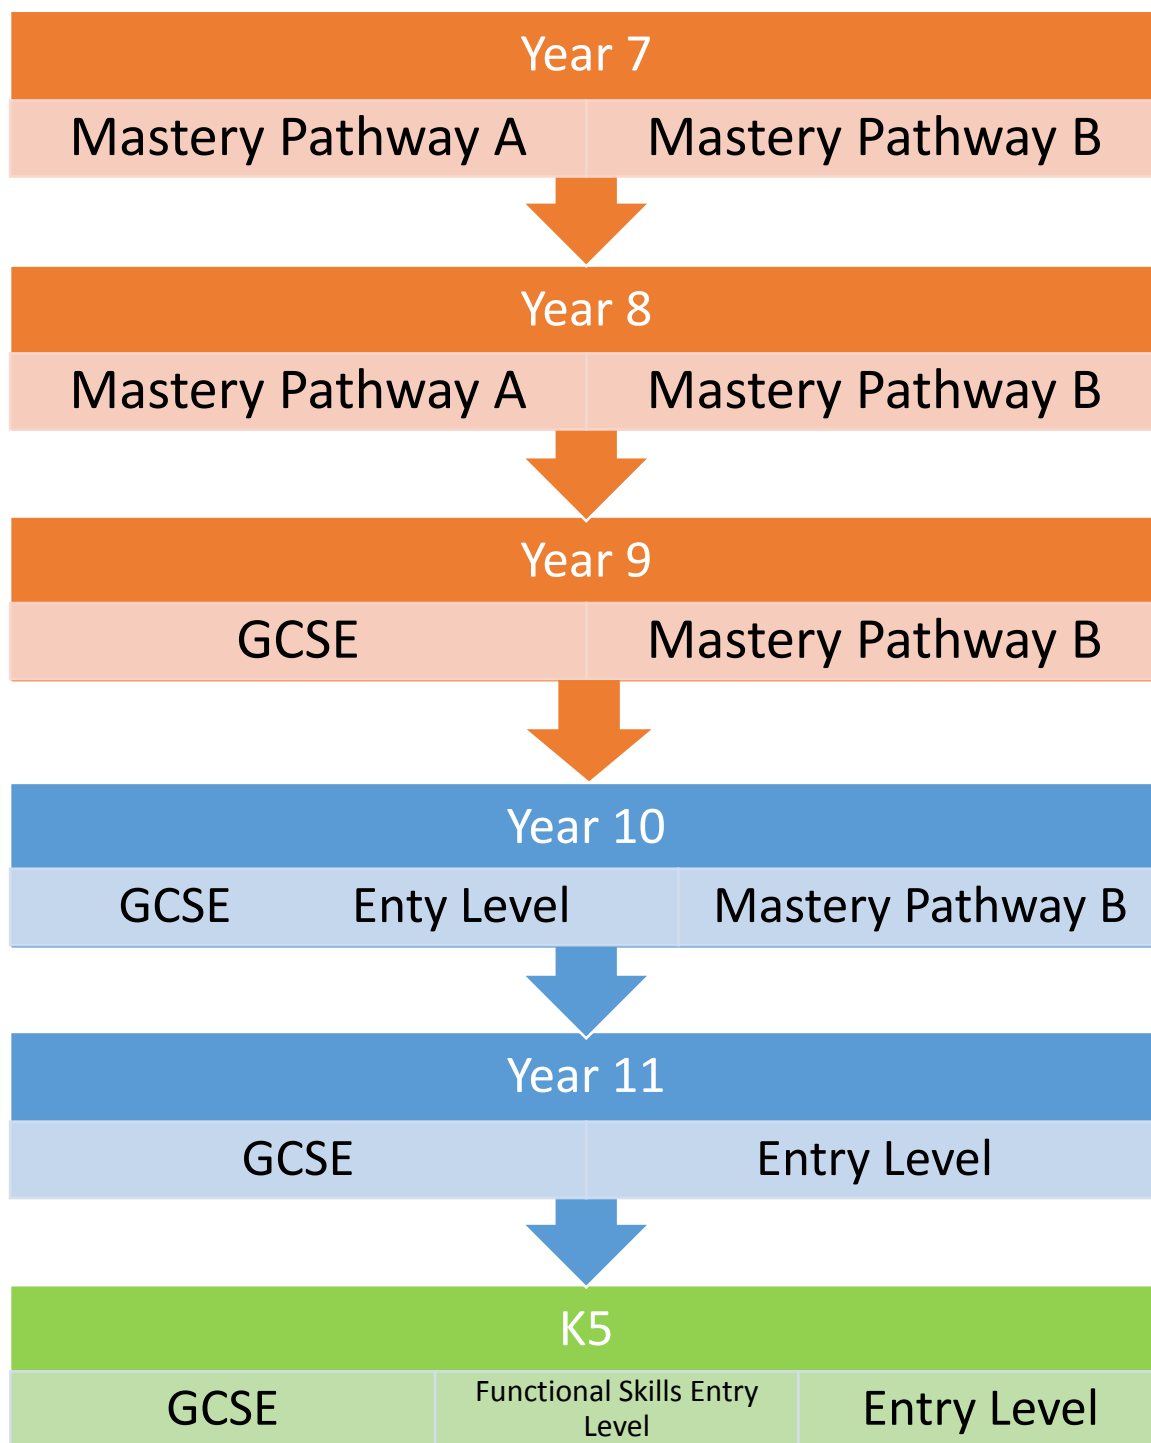 Year 7
Mastery Pathway A Mastery Pathway B
Year 8
Mastery Pathway A Mastery Pathway B
Year 9
GCSE Mastery Pathway B
Year 10
GCSE Enty Level Mastery Pathway B
Year 11
GCSE Entry Level
K5
GCSE Functional Skills Entry
Level Entry Level